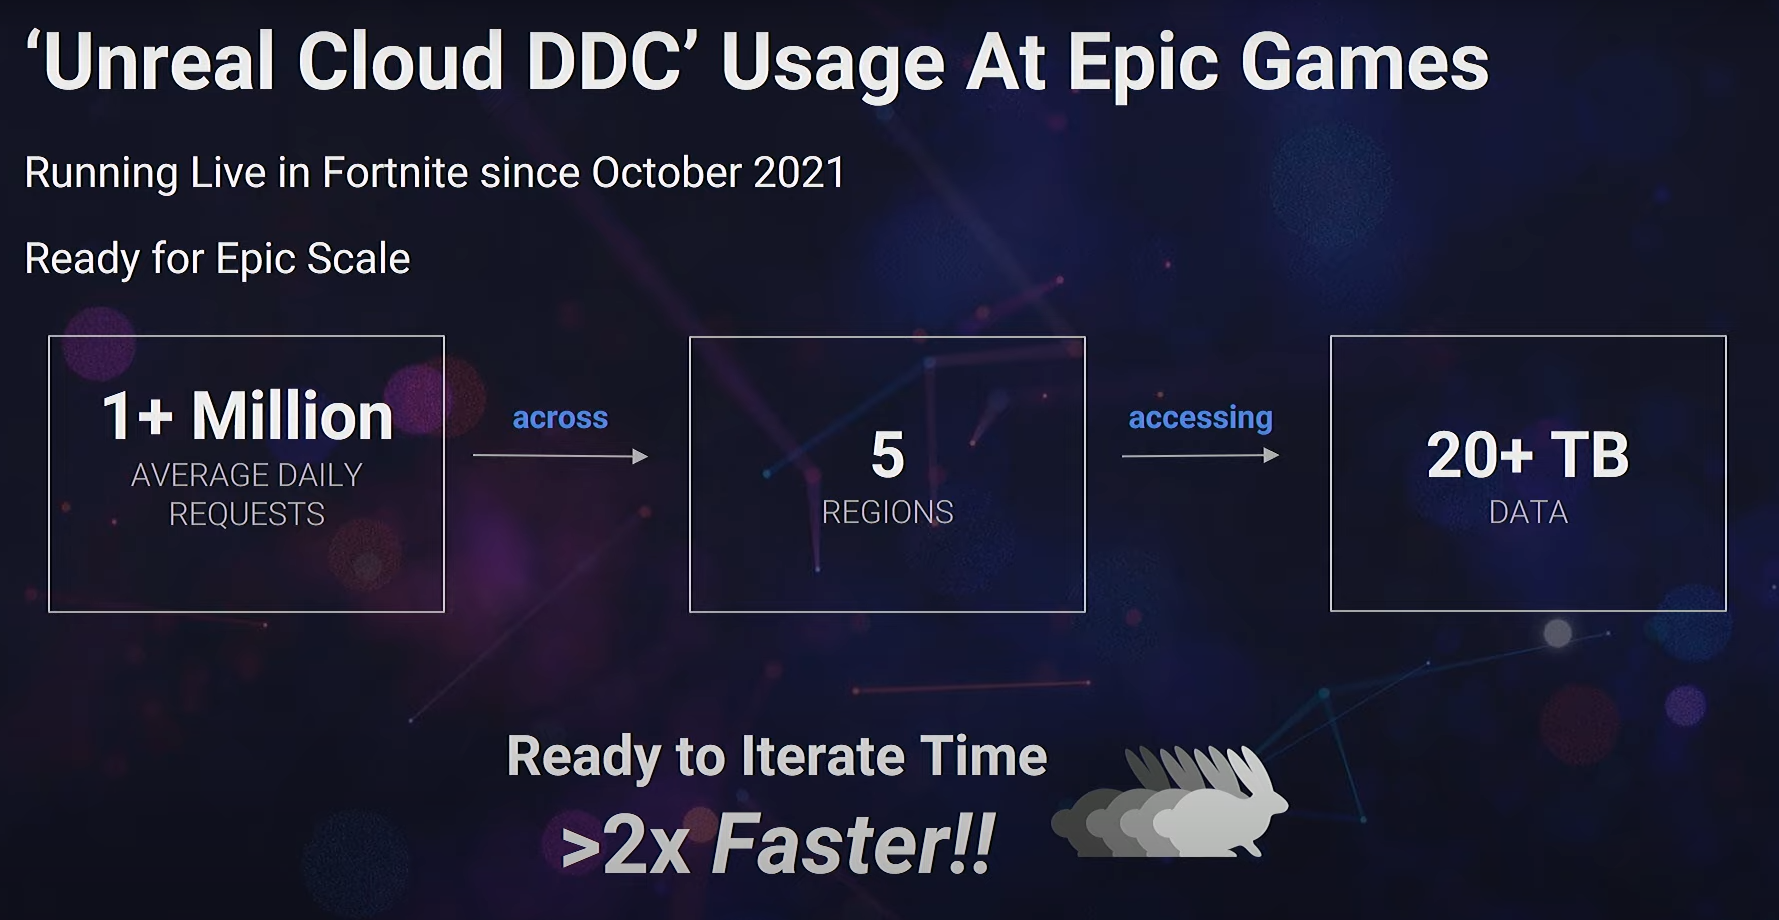 ‘Unreal Cloud DDC’ Usage At Epic Games
Running Live in Fortnite since October 2021
Ready for Epic Scale
1+ Million
AVERAGE DAILY
REQUESTS
across
5
REGIONS
accessing
20+ TB
DATA
Ready to Iterate Time
>2x Faster!!